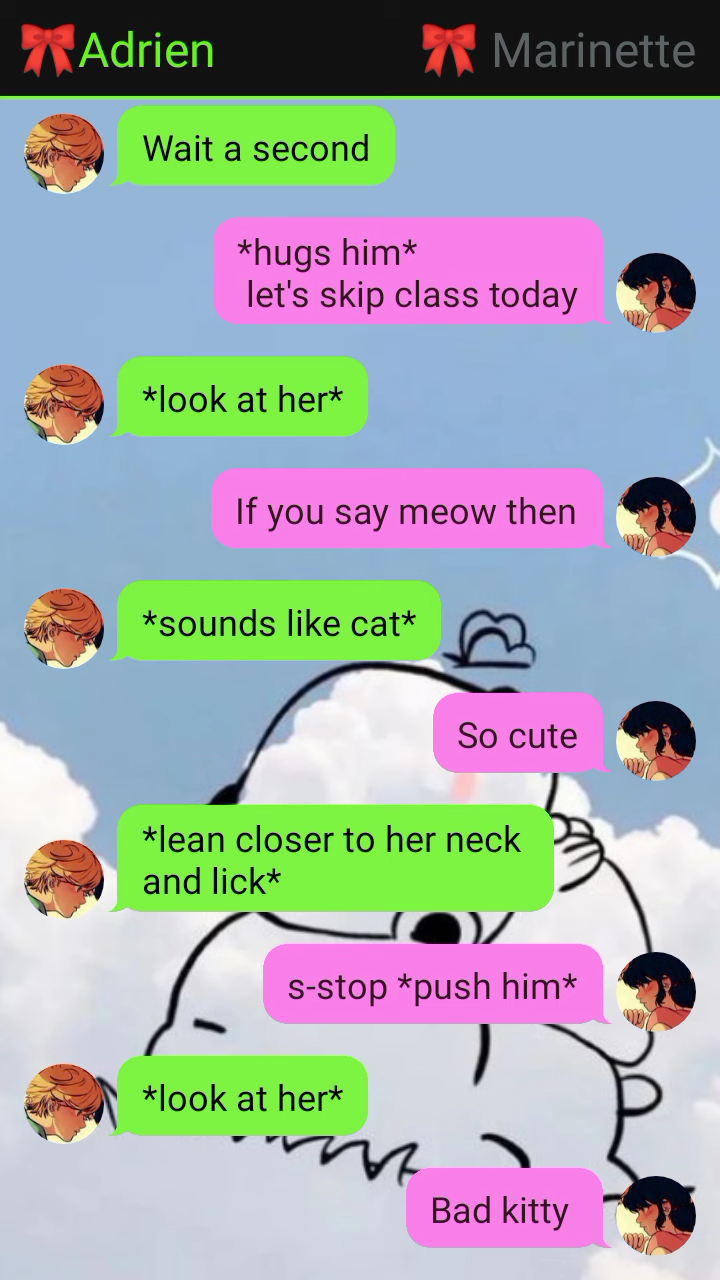 🎀Adrien
🎀 Marinette
Wait a second
*hugs him*
let's skip class today
*look at her*
If you say meow then
*sounds like cat*
So cute
*lean closer to her neck
and lick*
s-stop *push him*
*look at her*
Bad kitty